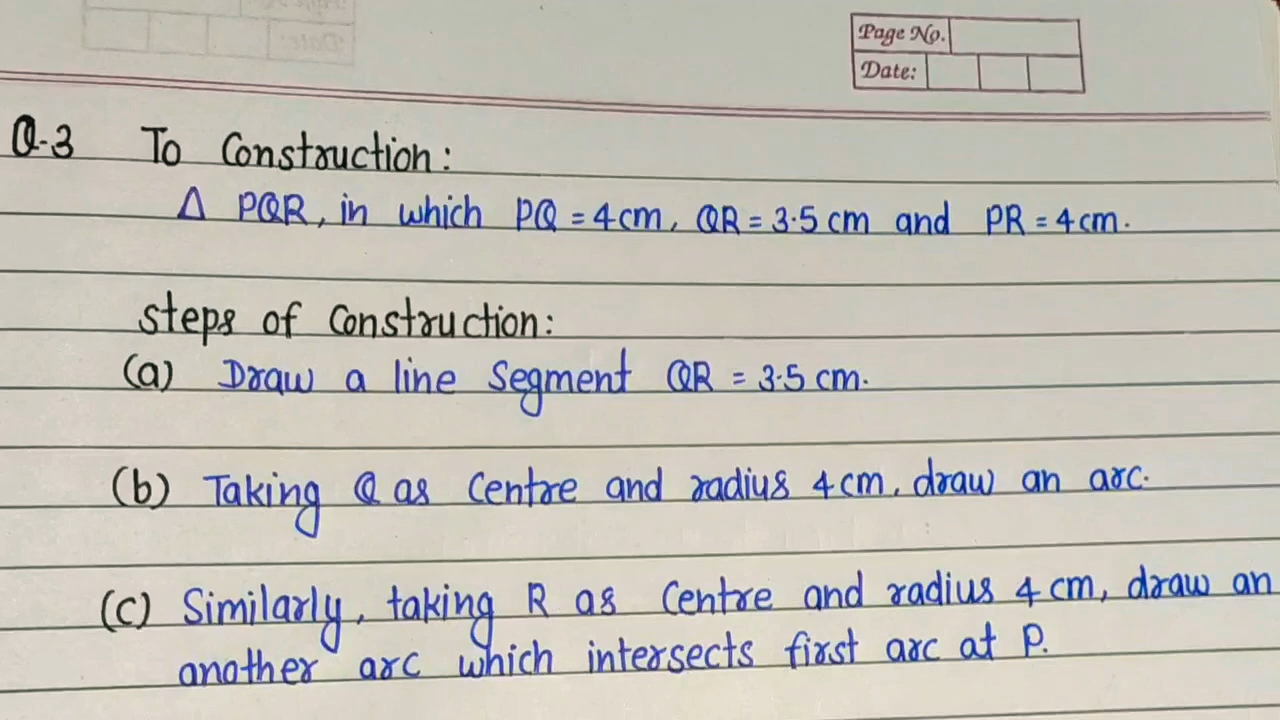 Page No.
Date:
Q.3 To Construction:
Δ PQR, in which PQ = 4 cm, QR = 3.5 cm and PR = 4 cm.
Steps of Construction:
(a) Draw a line segment QR = 3.5 cm.
(b) Taking Q as Centre and radius 4 cm, draw an arc.
(c) Similarly, taking R as Centre and radius 4 cm, draw an
another arc which intersects first arc at P.